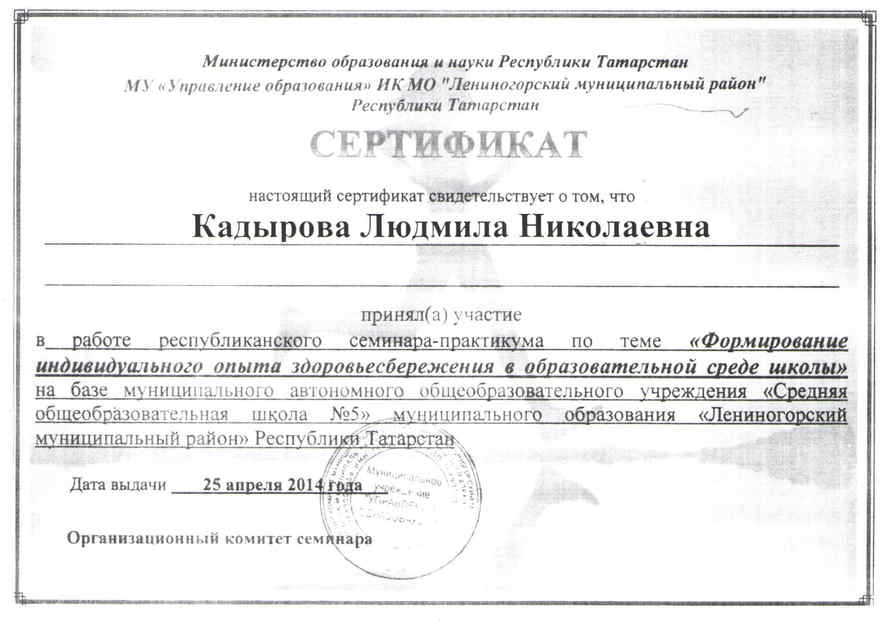 Министерство образования и науки Республики Татарстан
МУ «Управление образования» ИК МО "Лениногорский муниципальный район"
Республики Татарстан
СЕРТИФИКАТ
настоящий сертификат свидетельствует о том, что
Кадырова Людмила Николаевна
принял(а) участие
в работе республиканского семинара-практикума по теме «Формирование
индивидуального опыта здоровьесбережения в образовательной среде школы»
на базе муниципального автономного общеобразовательного учреждения «Средняя
общеобразовательная школа №5» муниципального образования «Лениногорский
муниципальный район» Республики Татарстан
Муниципальное
учреждение
Дата выдачи 25 апреля 2014 года
Организационный комитет семинара